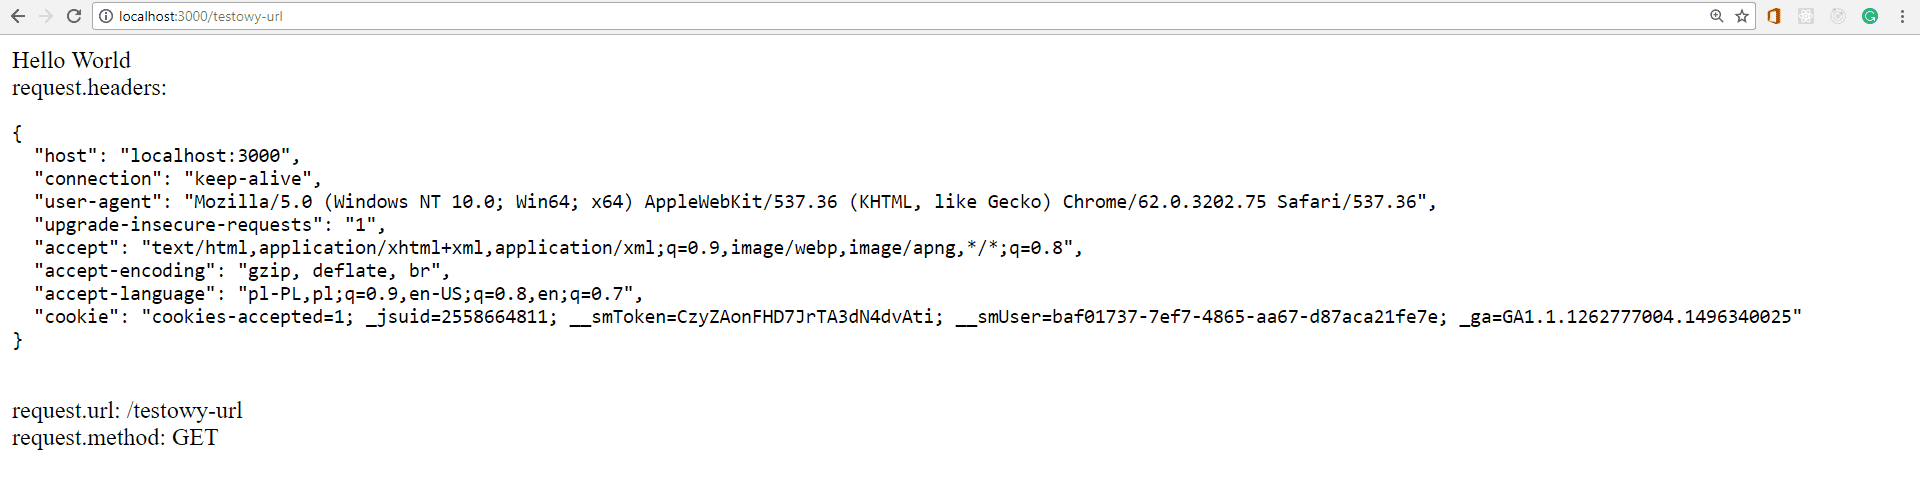 localhost:3000/testowy-url
Hello World
request.headers:
{
  "host": "localhost:3000",
  "connection": "keep-alive",
  "user-agent": "Mozilla/5.0 (Windows NT 10.0; Win64; x64) AppleWebKit/537.36 (KHTML, like Gecko) Chrome/62.0.3202.75 Safari/537.36",
  "upgrade-insecure-requests": "1",
  "accept": "text/html,application/xhtml+xml,application/xml;q=0.9,image/webp,image/apng,*/*;q=0.8",
  "accept-encoding": "gzip, deflate, br",
  "accept-language": "pl-PL,pl;q=0.9,en-US;q=0.8,en;q=0.7",
  "cookie": "cookies-accepted=1; _jsuid=2558664811; __smToken=CzyZAonFHD7JrTA3dN4dvAti; __smUser=baf01737-7ef7-4865-aa67-d87aca21fe7e; _ga=GA1.1.1262777004.1496340025"
}
request.url: /testowy-url
request.method: GET